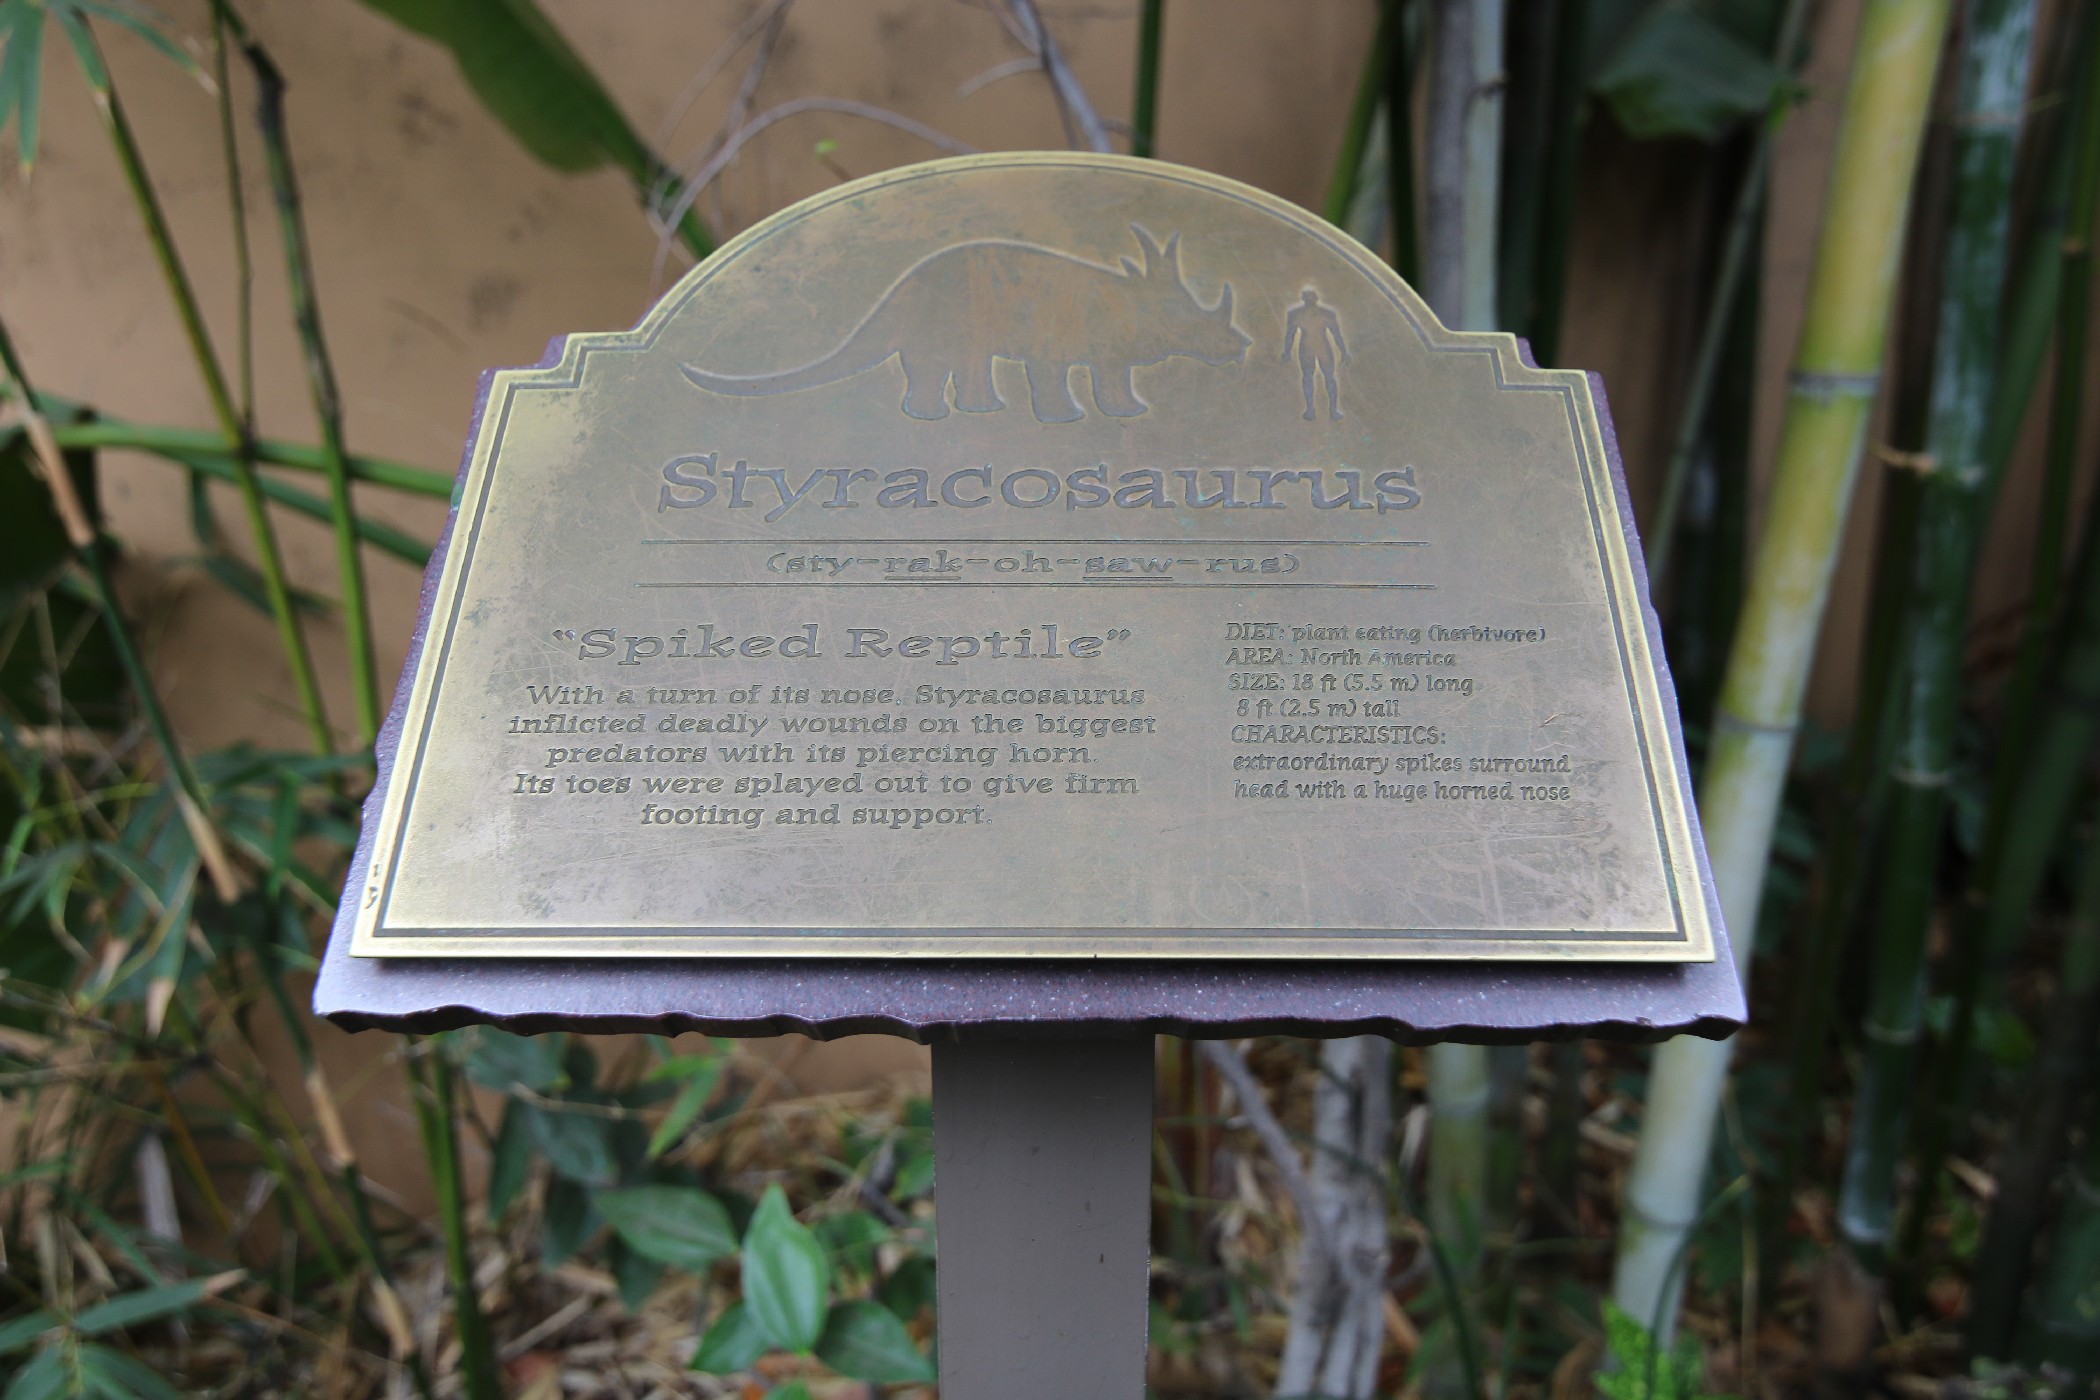 Styracosaurus
(sty-rak-oh-saw-rus)
"Spiked Reptile"
With a turn of its nose, Styracosaurus
inflicted deadly wounds on the biggest
predators with its piercing horn.
Its toes were splayed out to give firm
footing and support.
DIET: plant eating (herbivore)
AREA: North America
SIZE: 18 ft (5.5 m) long
8 ft (2.5 m) tall
CHARACTERISTICS:
extraordinary spikes surround
head with a huge horned nose